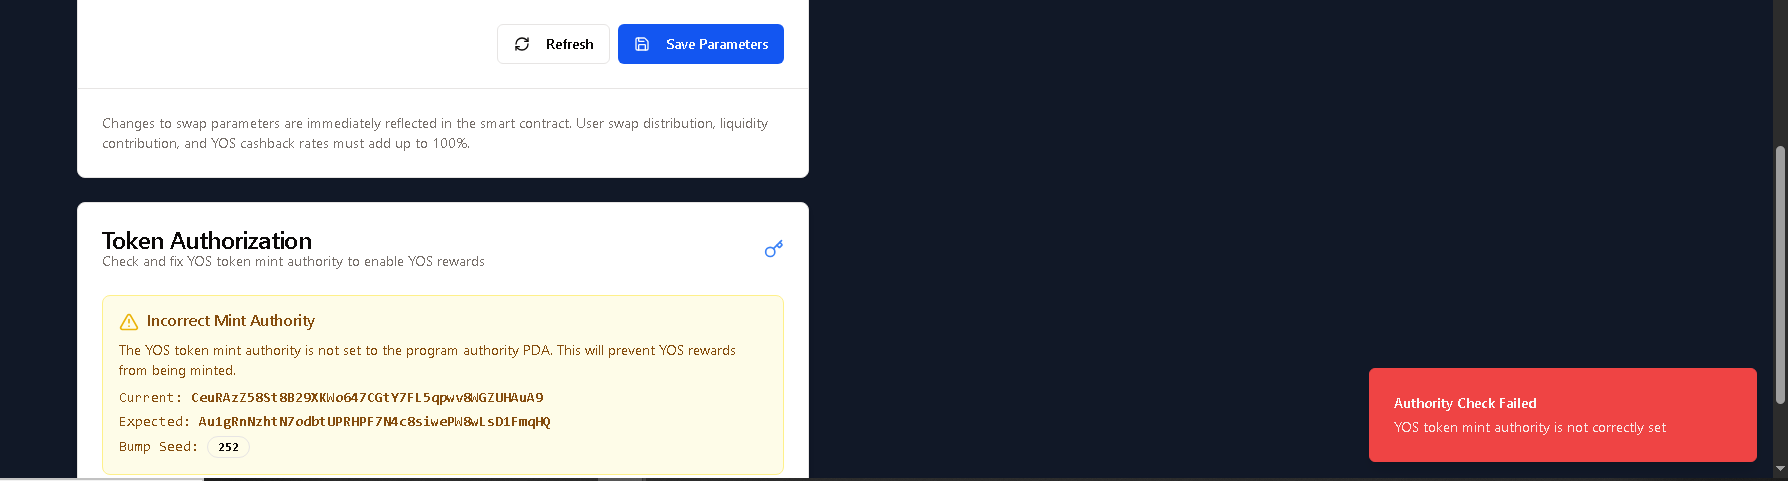 Refresh
Save Parameters
Changes to swap parameters are immediately reflected in the smart contract. User swap distribution, liquidity
contribution, and YOS cashback rates must add up to 100%.
Token Authorization
Check and fix YOS token mint authority to enable YOS rewards
Incorrect Mint Authority
The YOS token mint authority is not set to the program authority PDA. This will prevent YOS rewards
from being minted.
Current: CeuRAzZ58St8B29XKWo647CGtY7FL5qpwv8WGZUHAuA9
Expected: Au1gRnNzhtN7odbtUPRHPF7N4c8siwePW8wLsD1FmqHQ
Bump Seed: 252
Authority Check Failed
YOS token mint authority is not correctly set